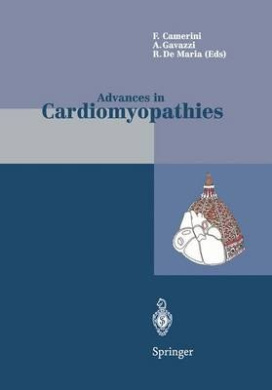 F. Camerini
A. Gavazzi
R. De Maria (Eds)
Advances in
Cardiomyopathies
Springer